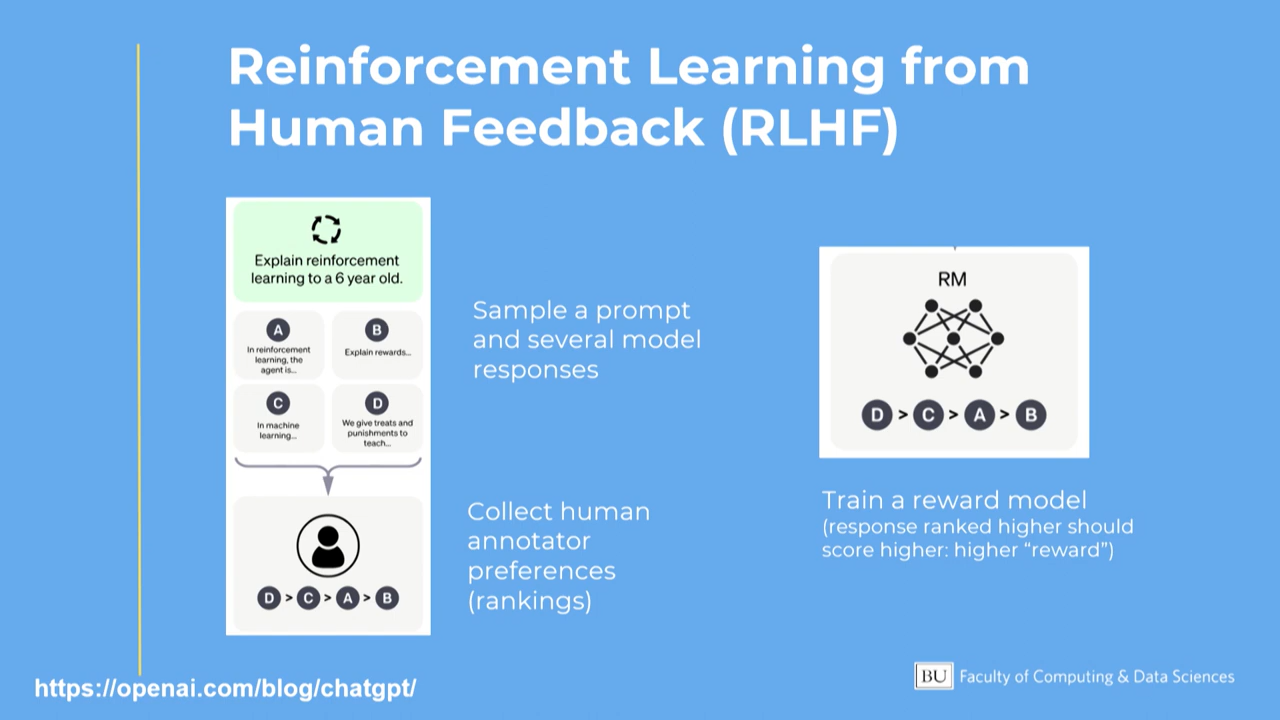 Reinforcement Learning from
Human Feedback (RLHF)
Explain reinforcement
learning to a 6 year old.
A
In reinforcement
learning, the
agent is...
B
Explain rewards...
C
In machine
learning...
D
We give treats and
punishments to
teach...
D > C > A > B
Sample a prompt
and several model
responses
Collect human
annotator
preferences
(rankings)
RM
D > C > A > B
Train a reward model
(response ranked higher should
score higher: higher “reward”)
https://openai.com/blog/chatgpt/
BU Faculty of Computing & Data Sciences